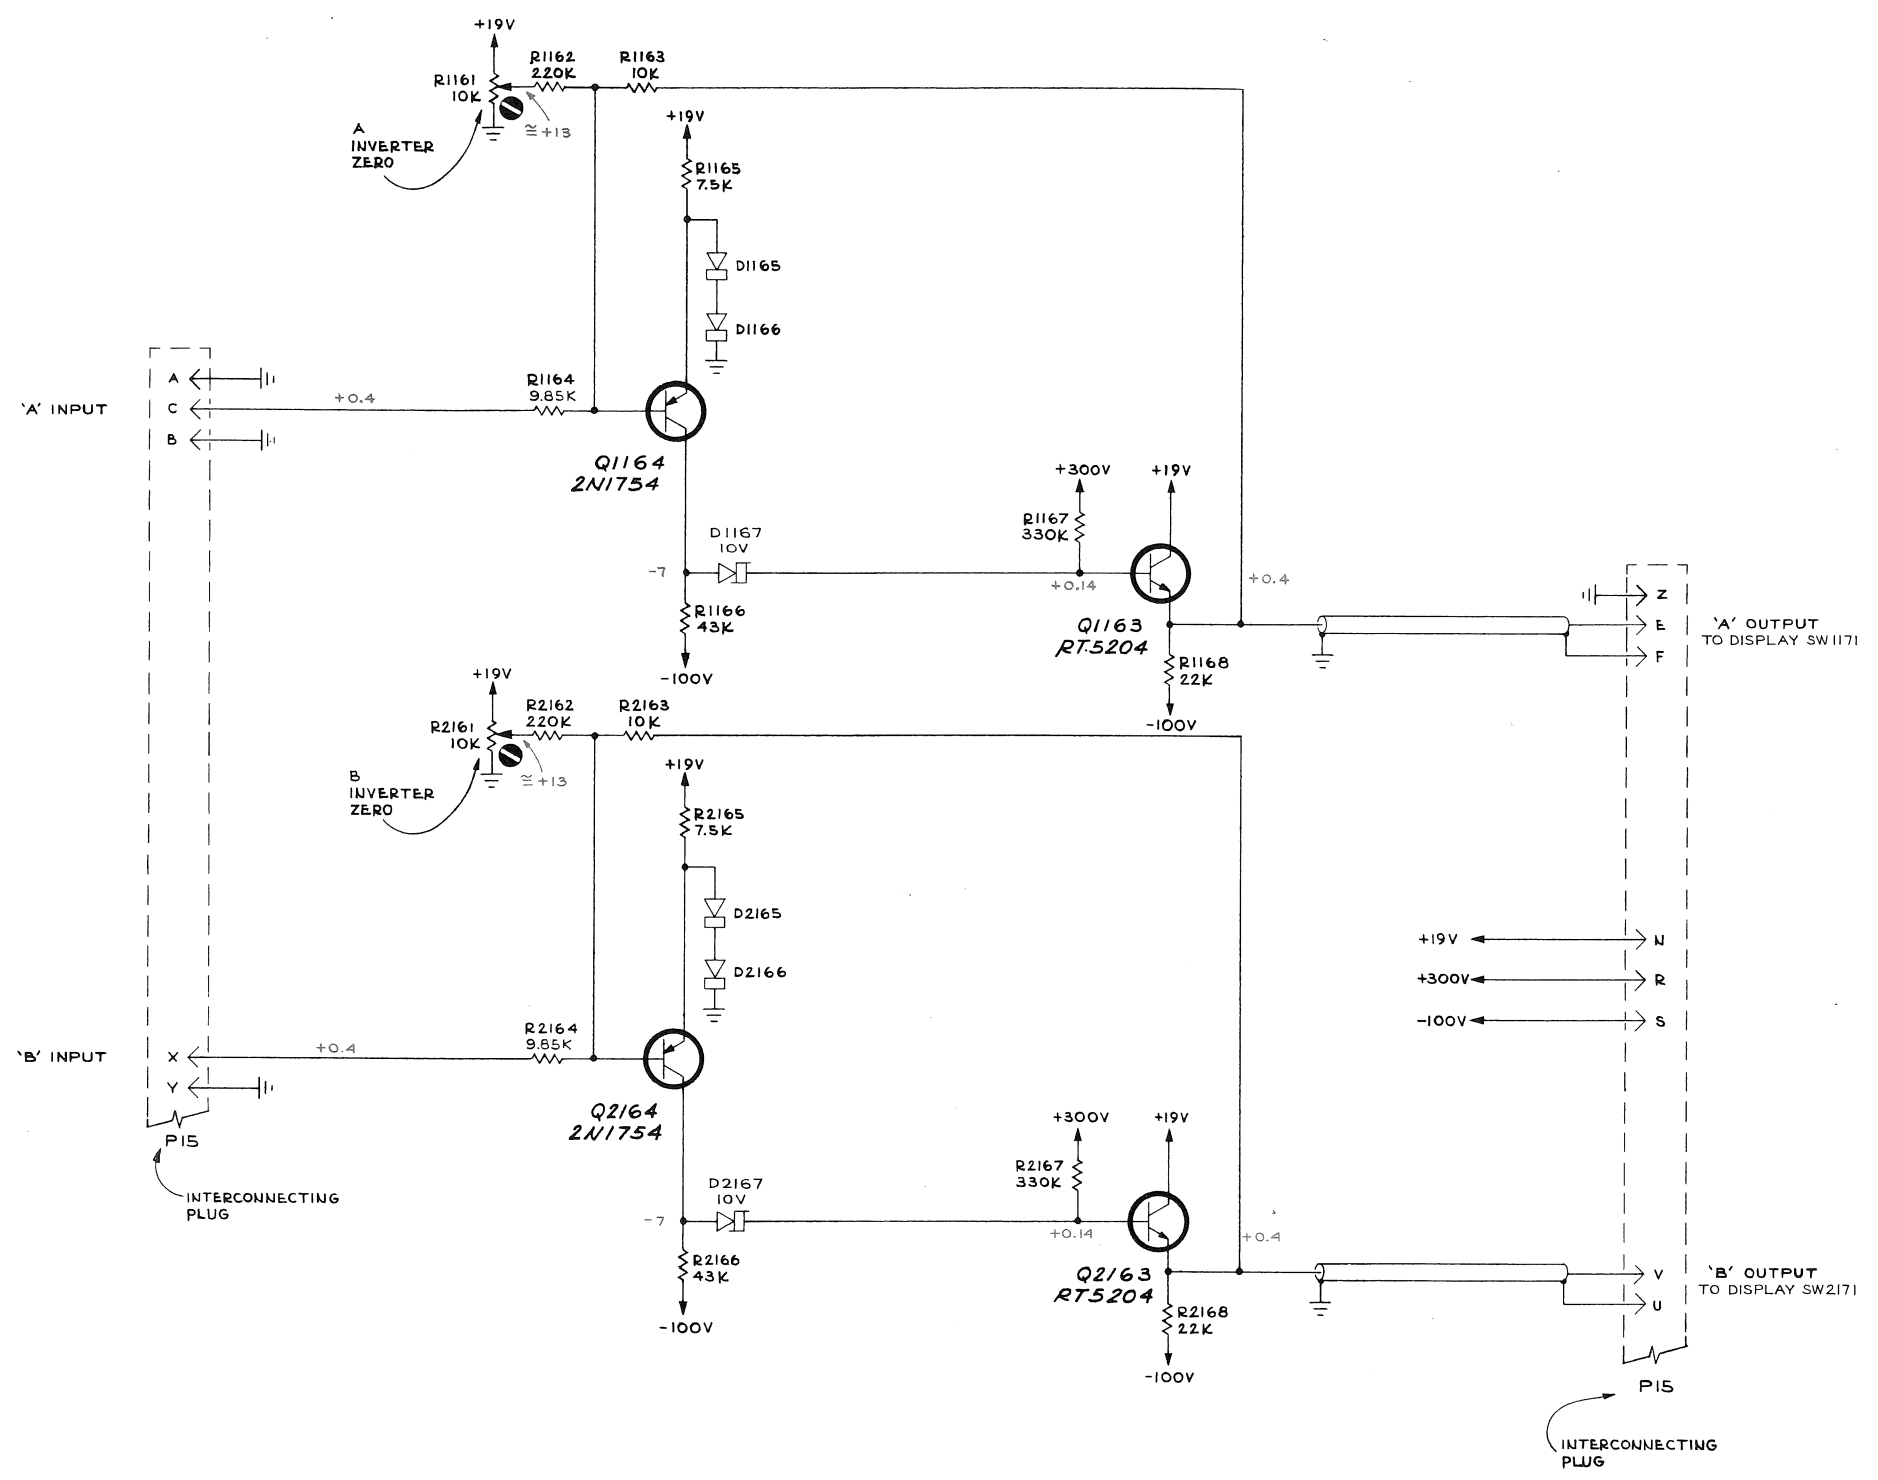 +19V
R1161
10K
R1162
220K
R1163
10K
≅+13
A
INVERTER
ZERO
+19V
R1165
7.5K
D1165
D1166
A
'A' INPUT
C
B
+0.4
R1164
9.85K
Q1164
2N1754
+300V
+19V
R1167
330K
D1167
10V
-7
+0.14
+0.4
R1166
43K
-100V
Q1163
RT5204
R1168
22K
-100V
Z
E
F
'A' OUTPUT
TO DISPLAY SW1171
+19V
R2161
10K
R2162
220K
R2163
10K
≅+13
B
INVERTER
ZERO
+19V
R2165
7.5K
D2165
D2166
+19V
N
+300V
R
-100V
S
'B' INPUT
X
Y
+0.4
R2164
9.85K
P15
INTERCONNECTING
PLUG
Q2164
2N1754
+300V
+19V
R2167
330K
D2167
10V
-7
+0.14
+0.4
R2166
43K
-100V
Q2163
RT5204
R2168
22K
-100V
V
U
'B' OUTPUT
TO DISPLAY SW2171
P15
INTERCONNECTING
PLUG